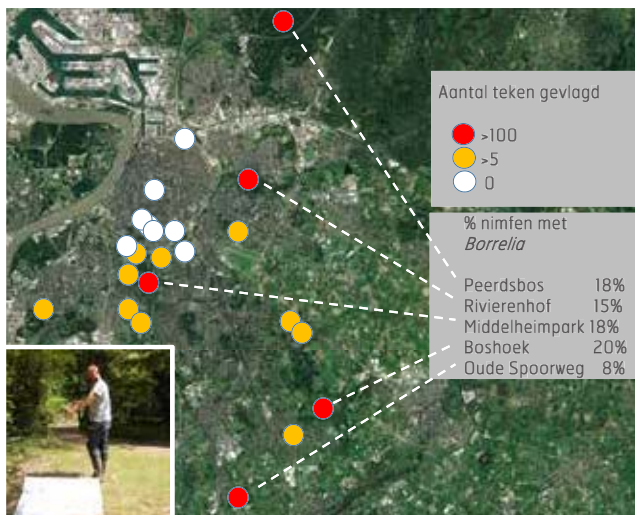 Aantal teken gevlagd
>100
>5
0
% nimfen met
Borrelia
Peerdsbos 18%
Rivierenhof 15%
Middelheimpark 18%
Boshoek 20%
Oude Spoorweg 8%